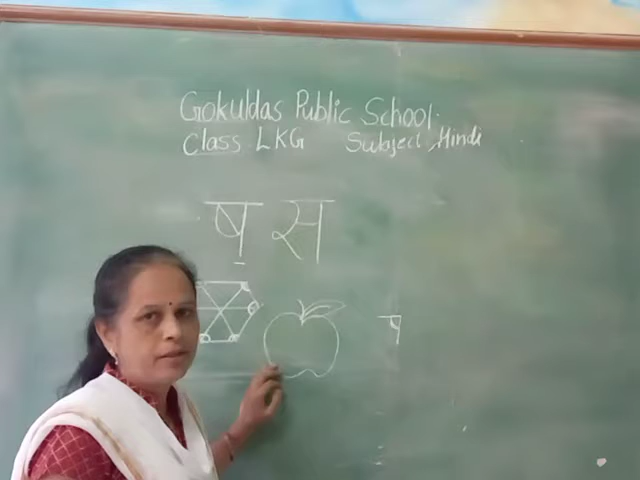 Gokuldas Public School.
Class LKG Subject Hindi
ष स
प